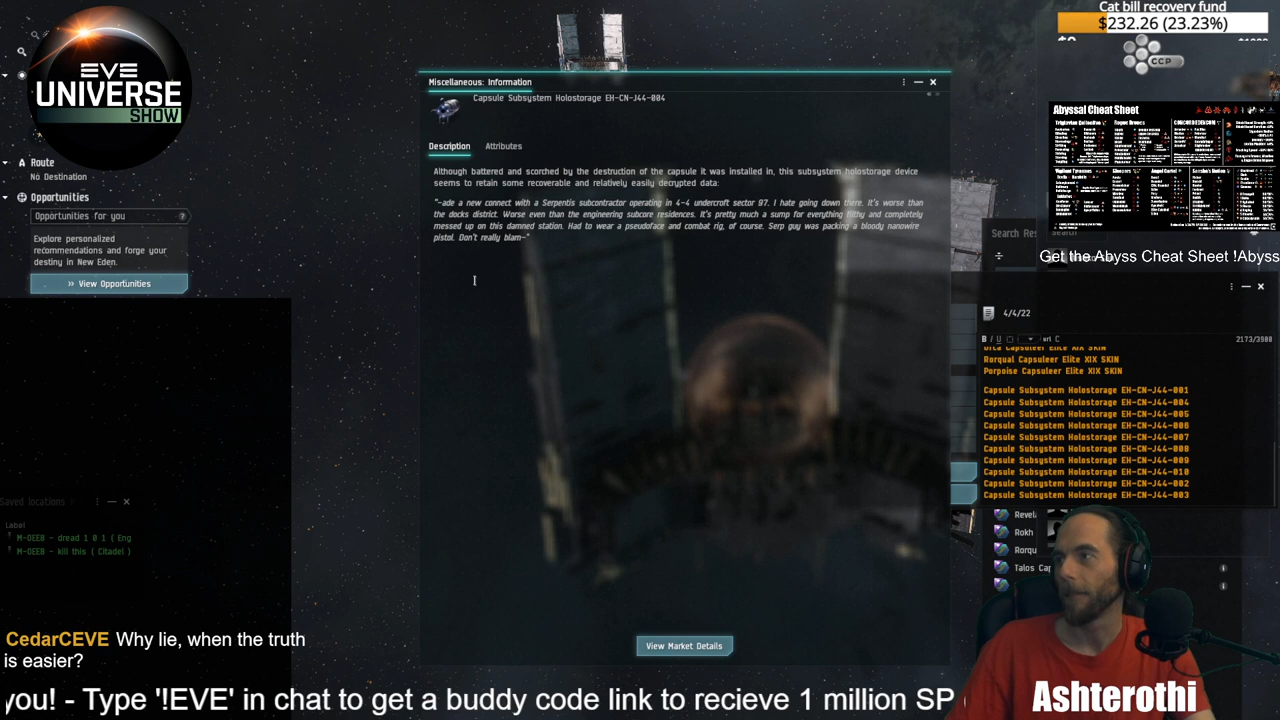 EVE
UNIVERSE
SHOW
Route
No Destination
Opportunities
Opportunities for you
?
Explore personalized
recommendations and forge your
destiny in New Eden.
>> View Opportunities
Saved locations
Label
M-OEE8 - dread 1 0 1 ( Eng
M-OEE8 - kill this ( Citadel )
CedarCEVE Why lie, when the truth
is easier?
Miscellaneous: Information
Capsule Subsystem Holostorage EH-CN-J44-004
Description Attributes
Although battered and scorched by the destruction of the capsule it was installed in, this subsystem holostorage device
seems to retain some recoverable and relatively easily decrypted data:
"-ade a new connect with a Serpentis subcontractor operating in 4-4 undercroft sector 97. I hate going down there. It's worse than
the docks district. Worse even than the engineering subcore residences. It's pretty much a sump for everything filthy and completely
messed up on this damned station. Had to wear a pseudoface and combat rig, of course. Serp guy was packing a bloody nanowire
pistol. Don't really blam-"
View Market Details
Cat bill recovery fund
$232.26 (23.23%)
CCP
Abyssal Cheat Sheet
Get the Abyss Cheat Sheet !Abyss
Search Res
4/4/22
B I U url C 2173/3900
Orca Capsuleer Elite XIX SKIN
Rorqual Capsuleer Elite XIX SKIN
Porpoise Capsuleer Elite XIX SKIN
Capsule Subsystem Holostorage EH-CN-J44-001
Capsule Subsystem Holostorage EH-CN-J44-004
Capsule Subsystem Holostorage EH-CN-J44-005
Capsule Subsystem Holostorage EH-CN-J44-006
Capsule Subsystem Holostorage EH-CN-J44-007
Capsule Subsystem Holostorage EH-CN-J44-008
Capsule Subsystem Holostorage EH-CN-J44-009
Capsule Subsystem Holostorage EH-CN-J44-010
Capsule Subsystem Holostorage EH-CN-J44-002
Capsule Subsystem Holostorage EH-CN-J44-003
Revel
Rokh
Rorqu
Talos Cap
you! - Type '!EVE' in chat to get a buddy code link to recieve 1 million SP
Ashterothi